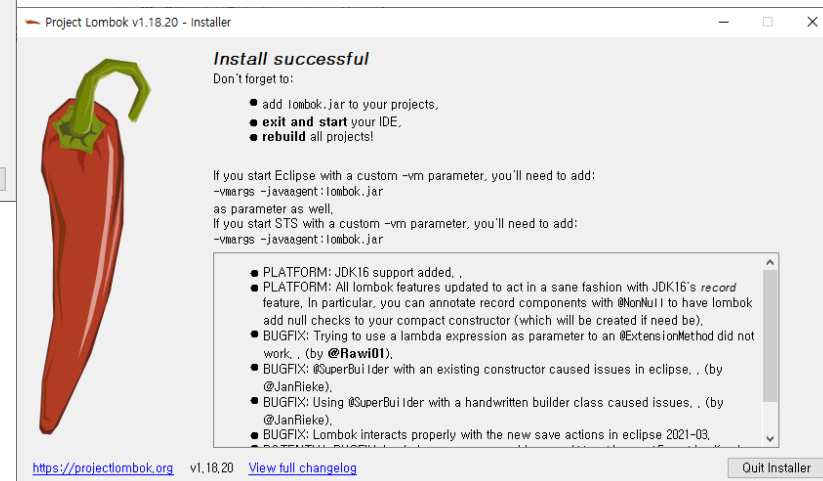 Project Lombok v1.18.20 - Installer
Install successful
Don't forget to:
add lombok.jar to your projects,
exit and start your IDE,
rebuild all projects!
If you start Eclipse with a custom -vm parameter, you'll need to add:
-vmargs -javaagent:lombok.jar
as parameter as well.
If you start STS with a custom -vm parameter, you'll need to add:
-vmargs -javaagent:lombok.jar
PLATFORM: JDK16 support added. .
PLATFORM: All lombok features updated to act in a sane fashion with JDK16's record
feature. In particular, you can annotate record components with @NonNull to have lombok
add null checks to your compact constructor (which will be created if need be).
BUGFIX: Trying to use a lambda expression as parameter to an @ExtensionMethod did not
work. . (by @Rawi01).
BUGFIX: @SuperBuilder with an existing constructor caused issues in eclipse. . (by
@JanRieke).
BUGFIX: Using @SuperBuilder with a handwritten builder class caused issues. . (by
@JanRieke).
BUGFIX: Lombok interacts properly with the new save actions in eclipse 2021-03.
https://projectlombok.org v1.18.20 View full changelog
Quit Installer